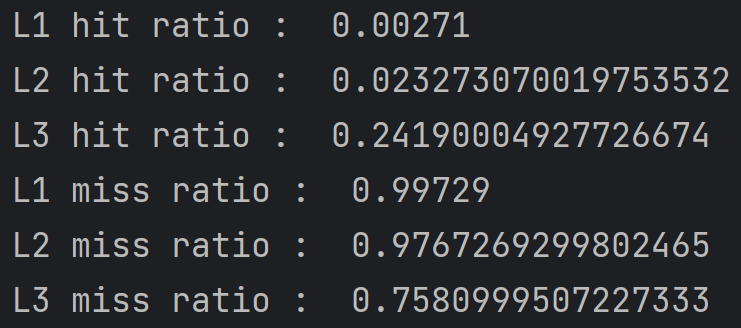 L1 hit ratio :  0.00271
L2 hit ratio :  0.023273070019753532
L3 hit ratio :  0.24190004927726674
L1 miss ratio :  0.99729
L2 miss ratio :  0.9767269299802465
L3 miss ratio :  0.7580999507227333